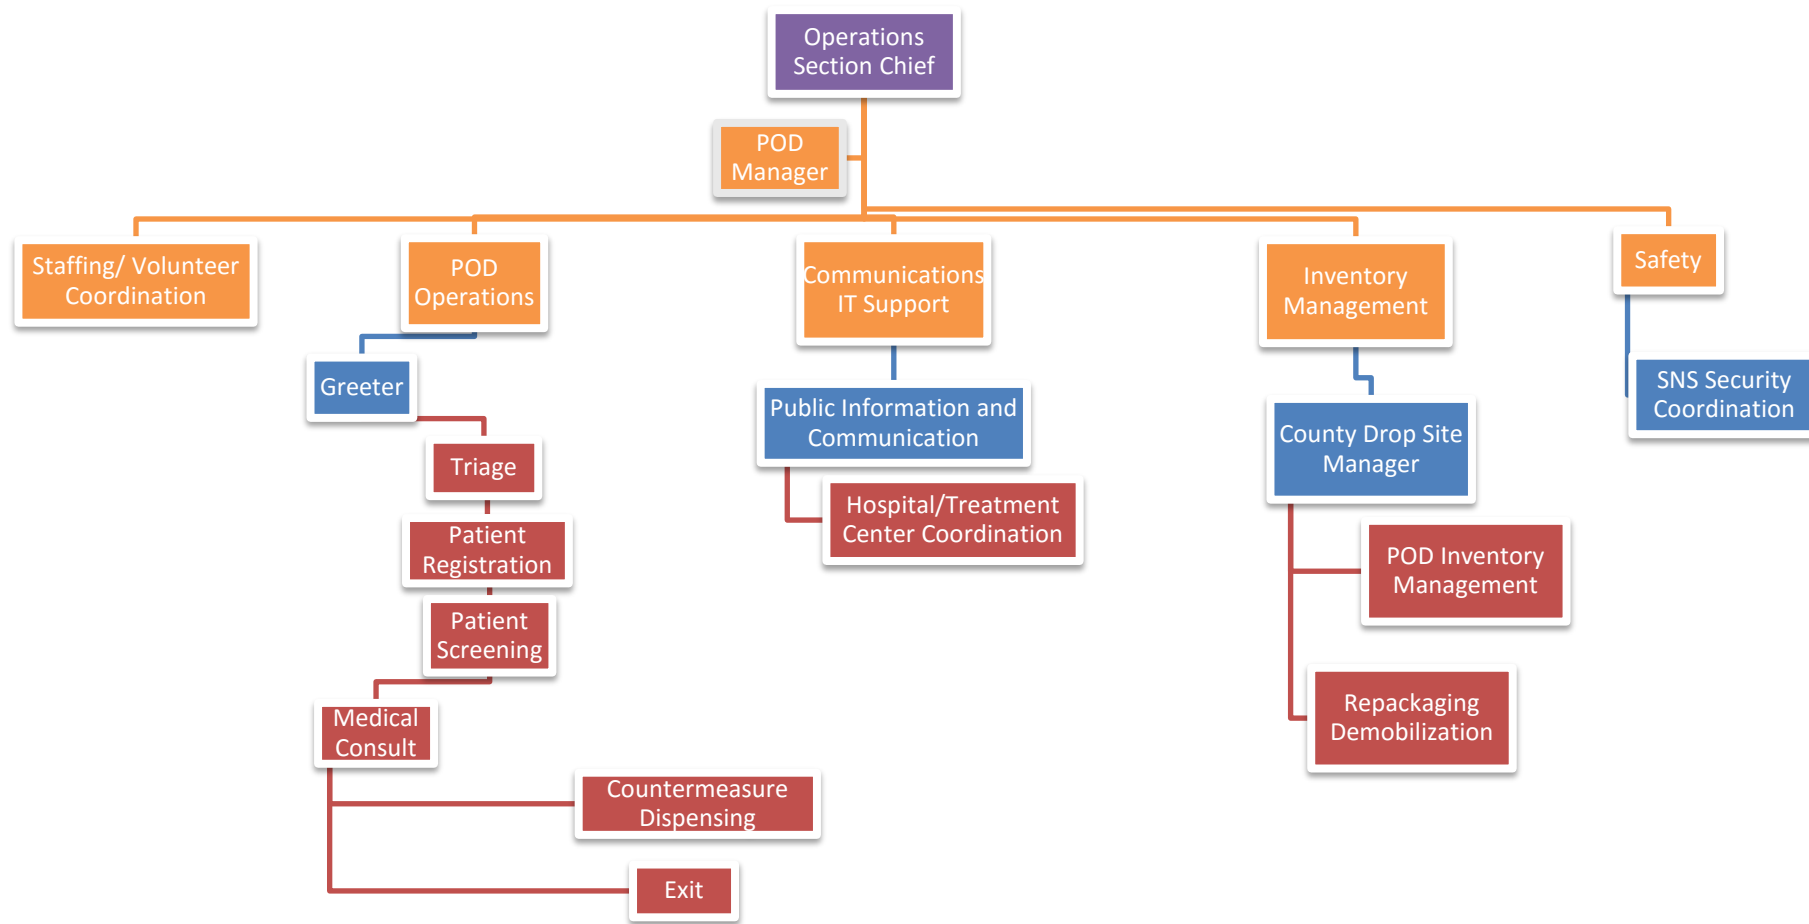 Operations
Section Chief
POD
Manager
Staffing/ Volunteer
Coordination
POD
Operations
Communications
IT Support
Inventory
Management
Safety
Greeter
Public Information and
Communication
County Drop Site
Manager
SNS Security
Coordination
Triage
Hospital/Treatment
Center Coordination
Patient
Registration
POD Inventory
Management
Patient
Screening
Medical
Consult
Repackaging
Demobilization
Countermeasure
Dispensing
Exit